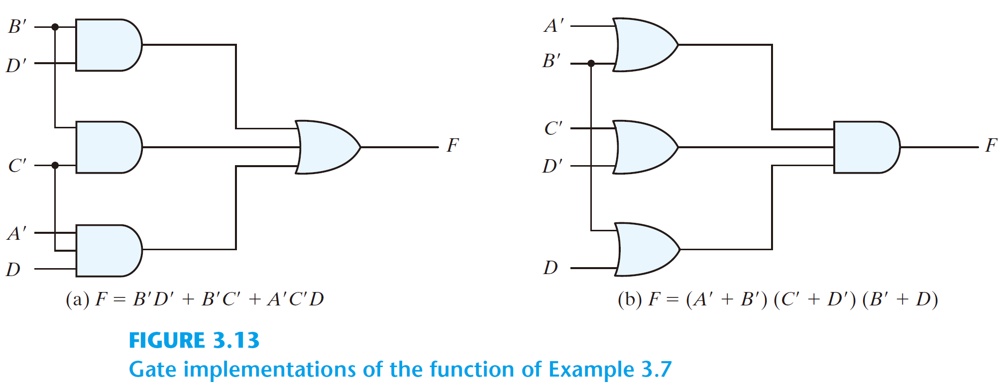 B′
D′
C′
A′
D
F
(a) F = B′D′ + B′C′ + A′C′D
A′
B′
C′
D′
D
F
(b) F = (A′ + B′) (C′ + D′) (B′ + D)
FIGURE 3.13
Gate implementations of the function of Example 3.7